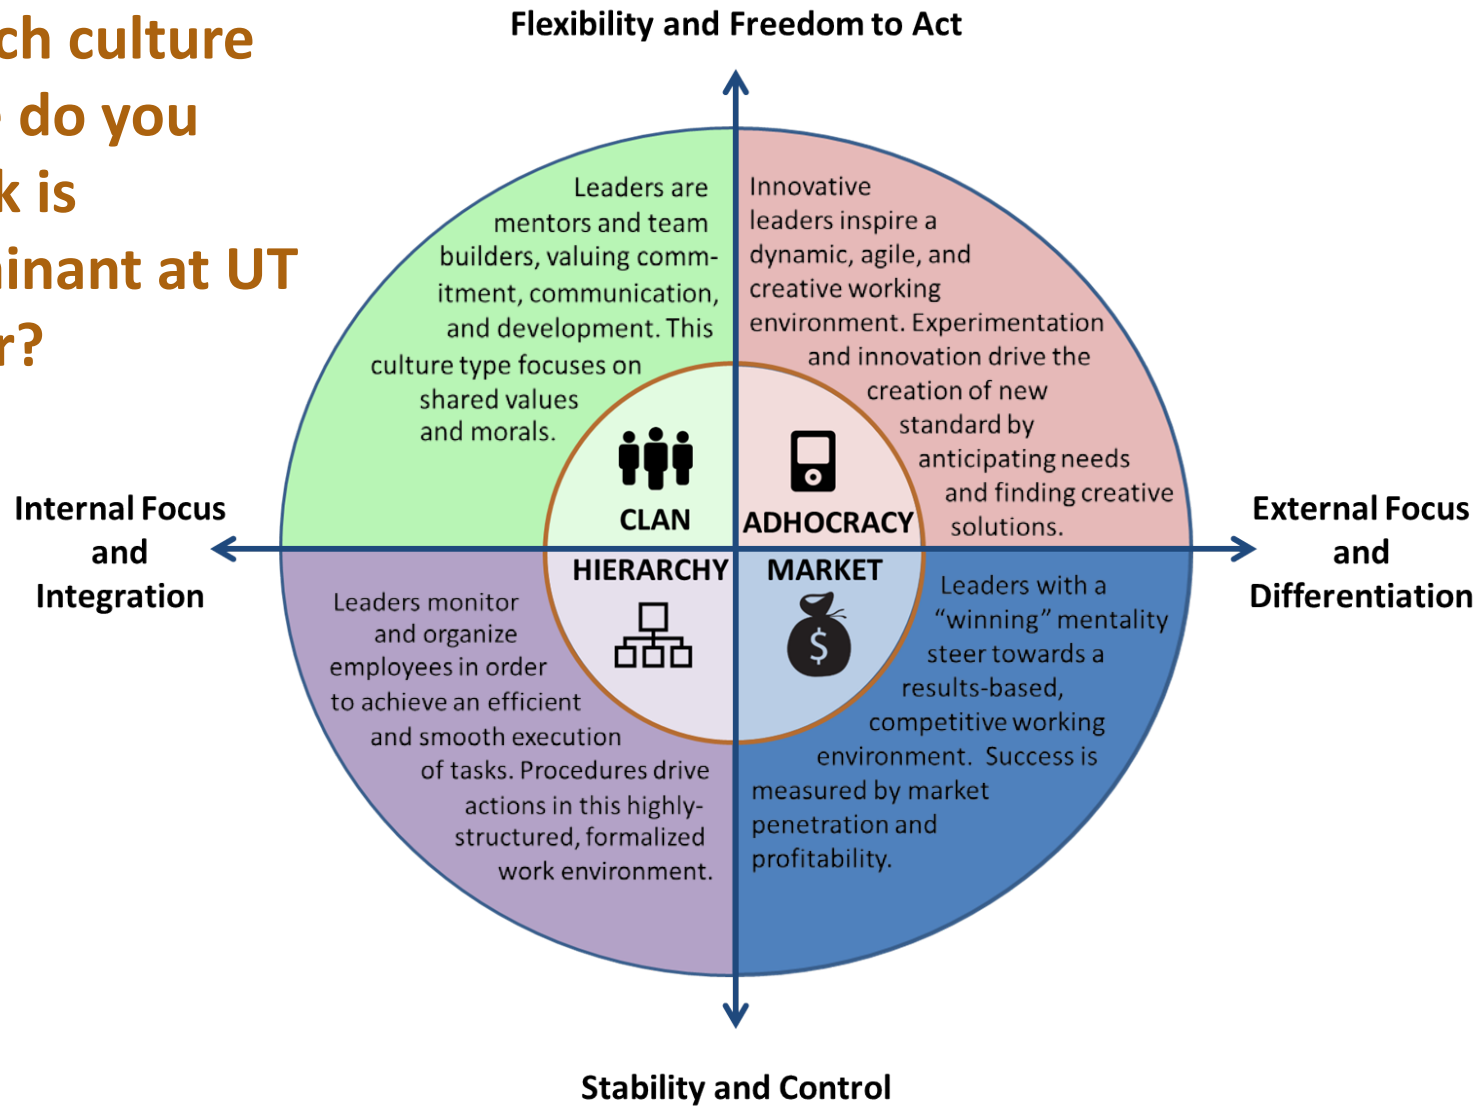 ch culture
do you
k is
inant at UT
r?
Flexibility and Freedom to Act
Leaders are
mentors and team
builders, valuing comm-
itment, communication,
and development. This
culture type focuses on
shared values
and morals.
Innovative
leaders inspire a
dynamic, agile, and
creative working
environment. Experimentation
and innovation drive the
creation of new
standard by
anticipating needs
and finding creative
solutions.
CLAN
ADHOCRACY
Internal Focus
and
Integration
External Focus
and
Differentiation
HIERARCHY
MARKET
$
Leaders monitor
and organize
employees in order
to achieve an efficient
and smooth execution
of tasks. Procedures drive
actions in this highly-
structured, formalized
work environment.
Leaders with a
“winning” mentality
steer towards a
results-based,
competitive working
environment.  Success is
measured by market
penetration and
profitability.
Stability and Control